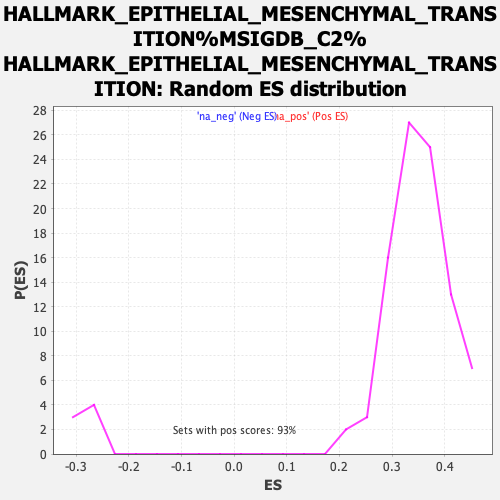 HALLMARK_EPITHELIAL_MESENCHYMAL_TRANS
ITION%MSIGDB_C2%
HALLMARK_EPITHELIAL_MESENCHYMAL_TRANS
ITION: Random ES distribution
'na_neg' (Neg ES)
na_pos' (Pos ES)
28
26
24
22
20
18
16
14
12
10
8
6
4
2
0
P(ES)
Sets with pos scores: 93%
-0.3
-0.2
-0.1
0.0
0.1
0.2
0.3
0.4
ES